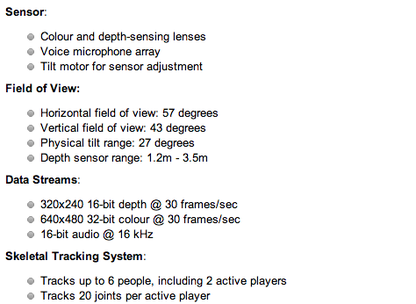 Sensor:
Colour and depth-sensing lenses
Voice microphone array
Tilt motor for sensor adjustment
Field of View:
Horizontal field of view: 57 degrees
Vertical field of view: 43 degrees
Physical tilt range: 27 degrees
Depth sensor range: 1.2m - 3.5m
Data Streams:
320x240 16-bit depth @ 30 frames/sec
640x480 32-bit colour @ 30 frames/sec
16-bit audio @ 16 kHz
Skeletal Tracking System:
Tracks up to 6 people, including 2 active players
Tracks 20 joints per active player